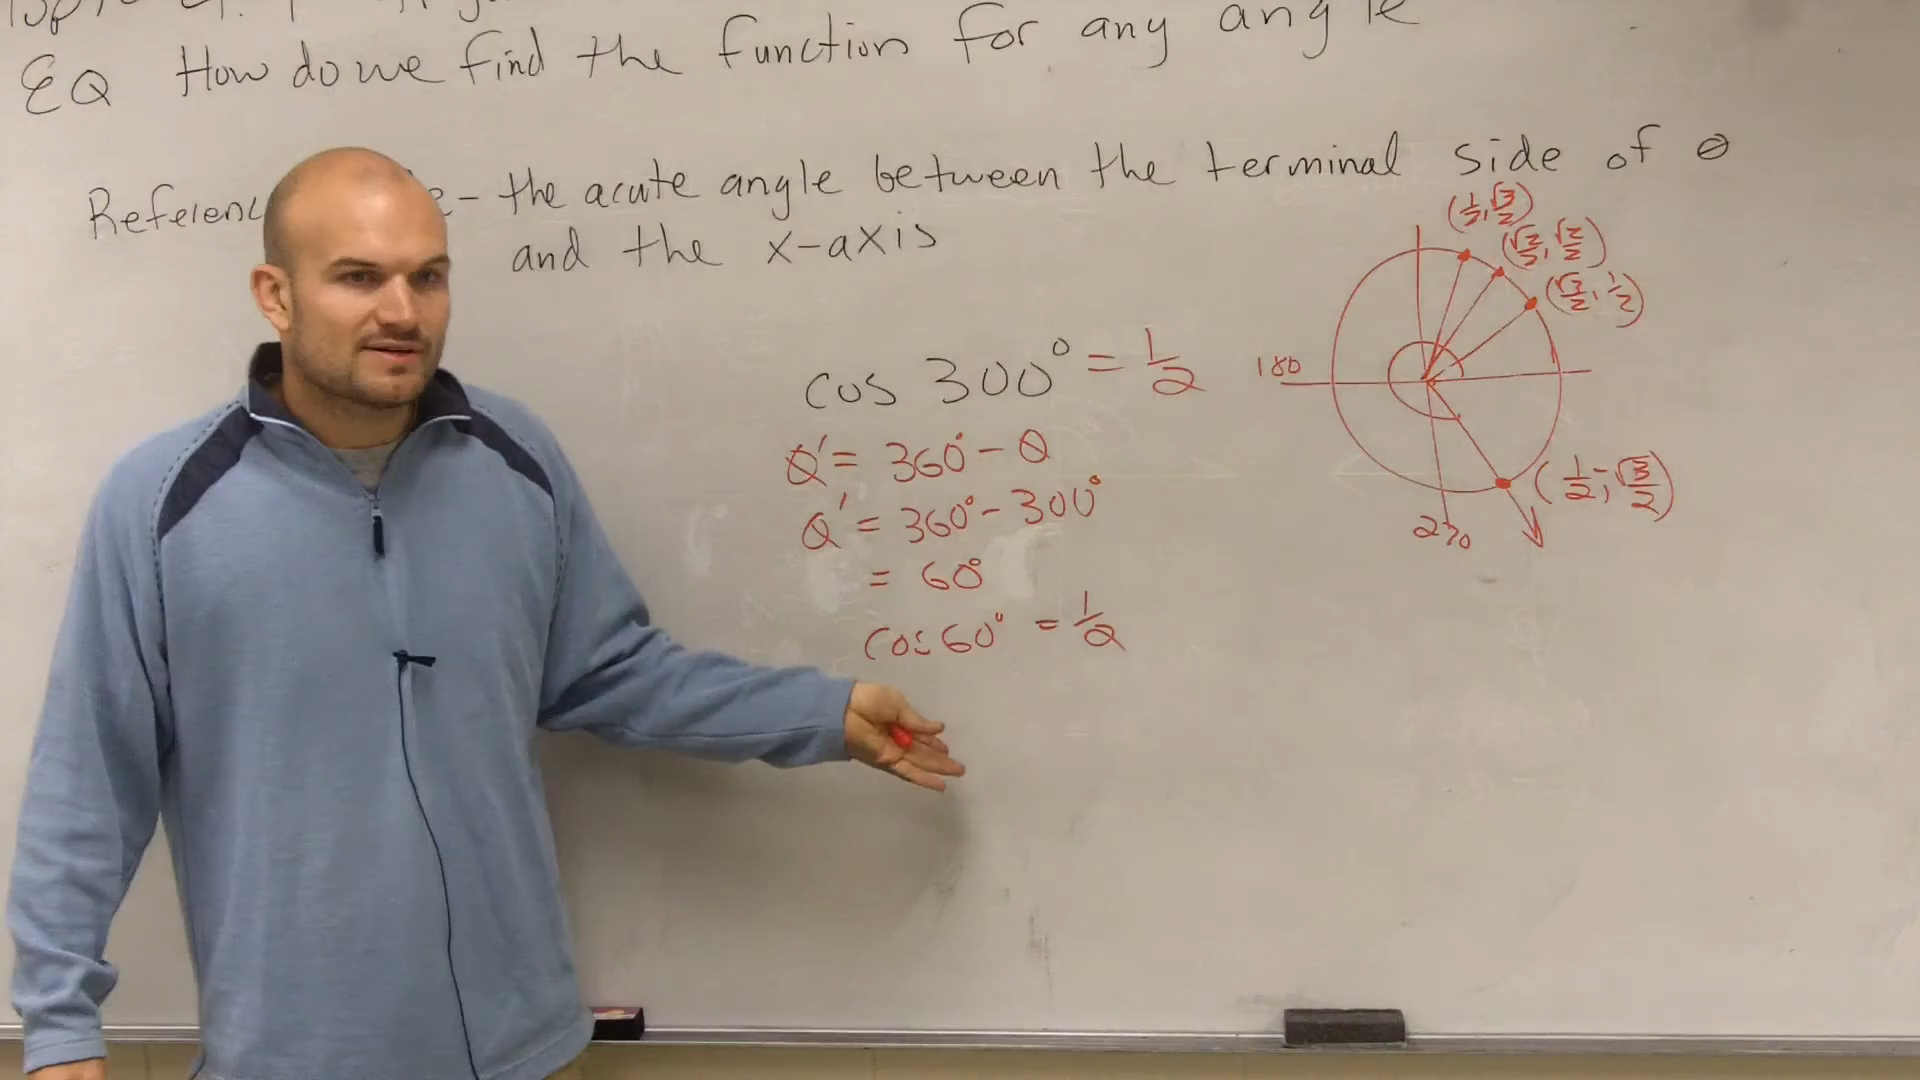 EQ How do we find the function for any angle
Referenc e - the acute angle between the terminal side of θ
and the x-axis
(1/2, √3/2)
(√2/2, √2/2)
(√3/2, 1/2)
cos 300° = 1/2
180
θ' = 360° - θ
θ' = 360° - 300°
(1/2, -√3/2)
270
= 60°
cos 60° = 1/2